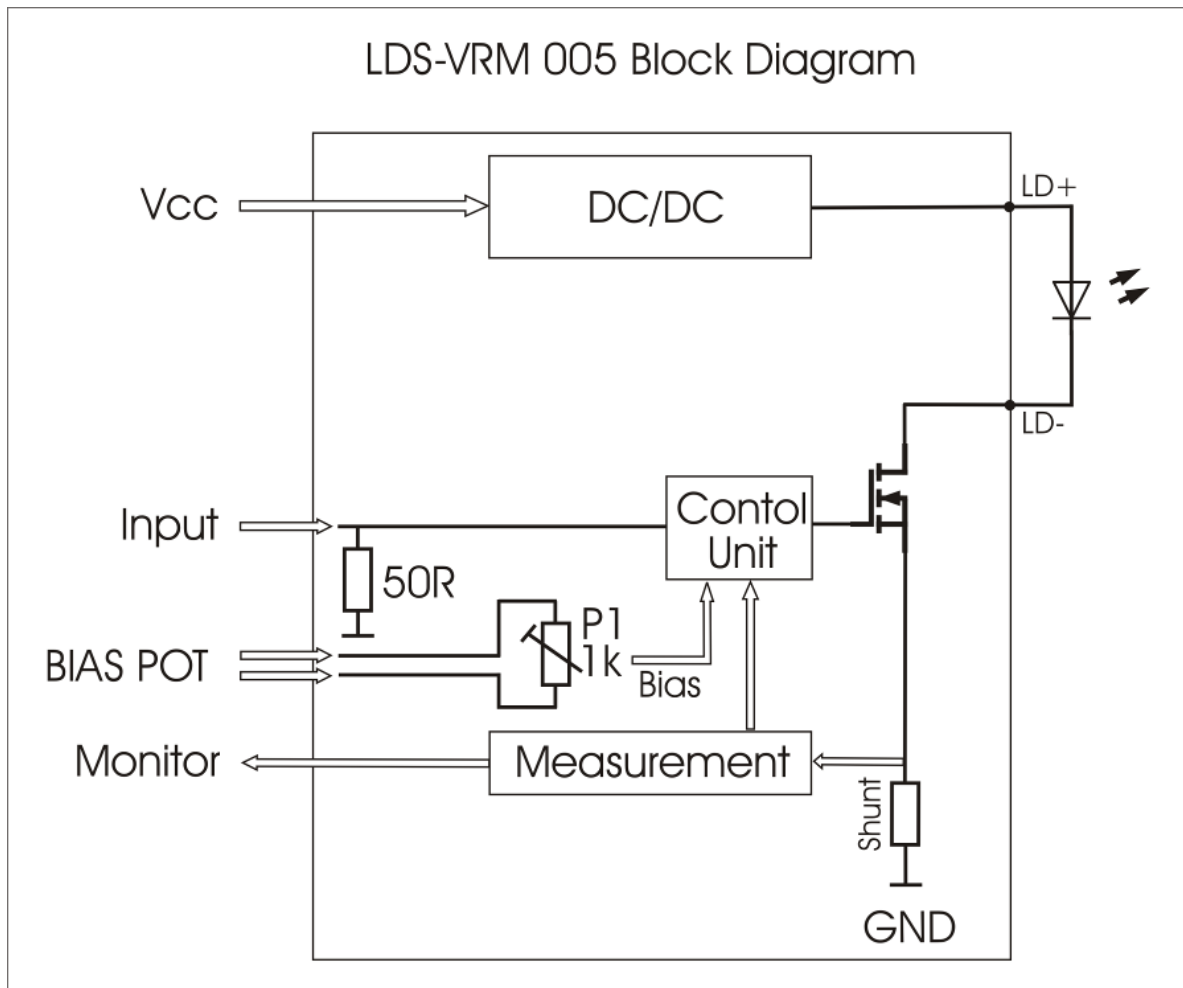 LDS-VRM 005 Block Diagram
Vcc
DC/DC
LD+
LD-
Input
Contol
Unit
50R
BIAS POT
P1
1k
Bias
Monitor
Measurement
Shunt
GND